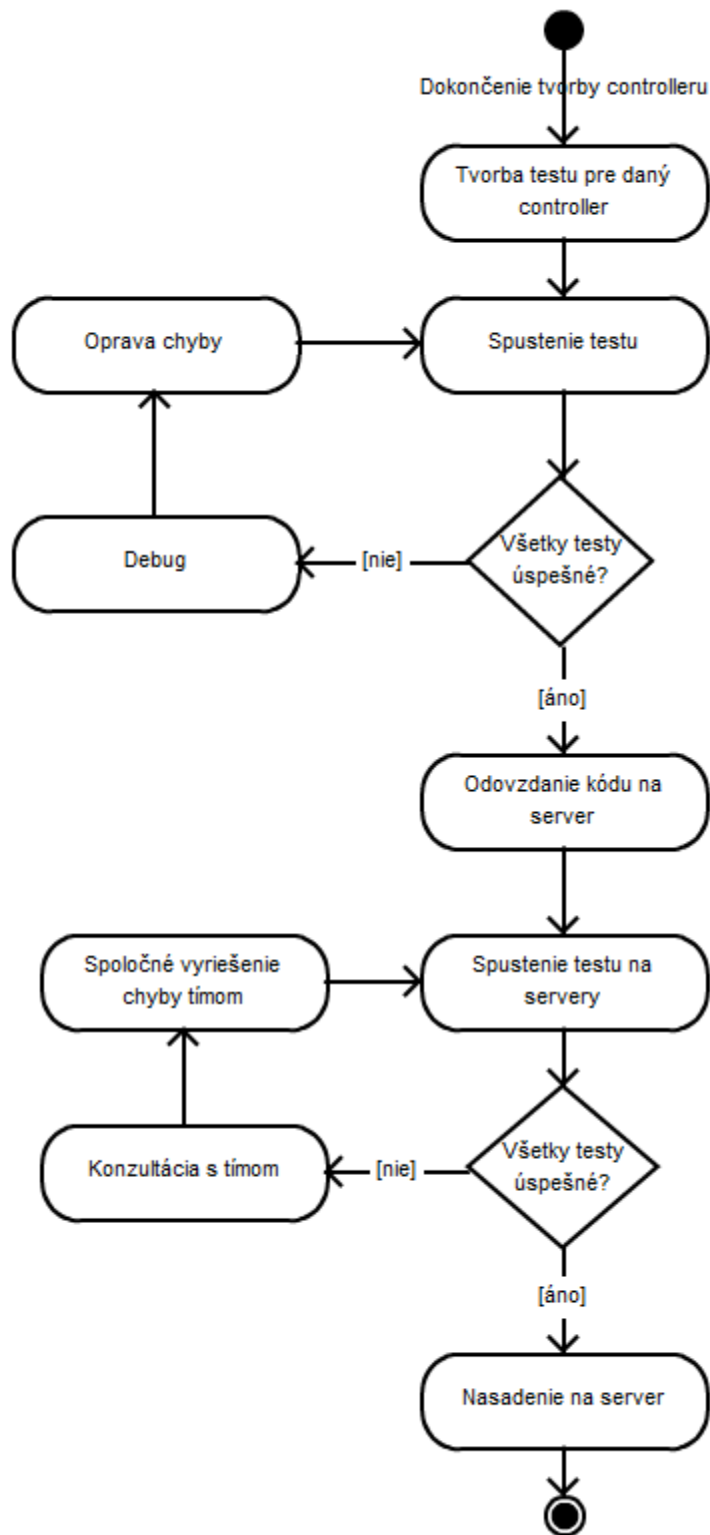 Dokončenie tvorby controlleru
Tvorba testu pre daný
controller
Oprava chyby
Spustenie testu
Debug
[nie]
Všetky testy
úspešné?
[áno]
Odovzdanie kódu na
server
Spoločné vyriešenie
chyby tímom
Spustenie testu na
servery
Konzultácia s tímom
[nie]
Všetky testy
úspešné?
[áno]
Nasadenie na server